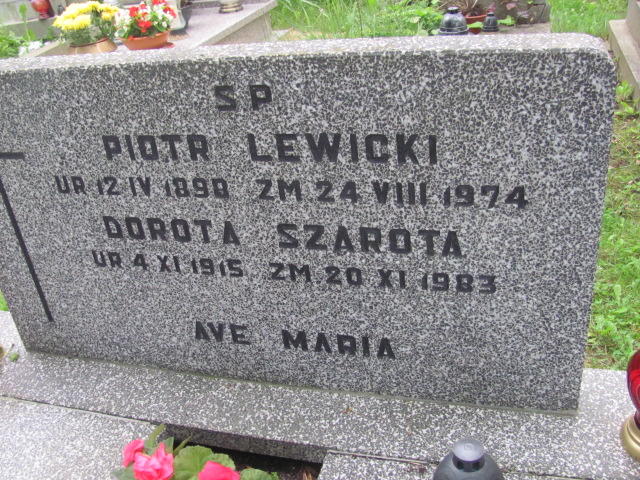 SP
PIOTR LEWICKI
UR 12 IV 1898 ZM 24 VIII 1974
DOROTA SZAROTA
UR 4 XI 1915 ZM 20 XI 1983
AVE MARIA